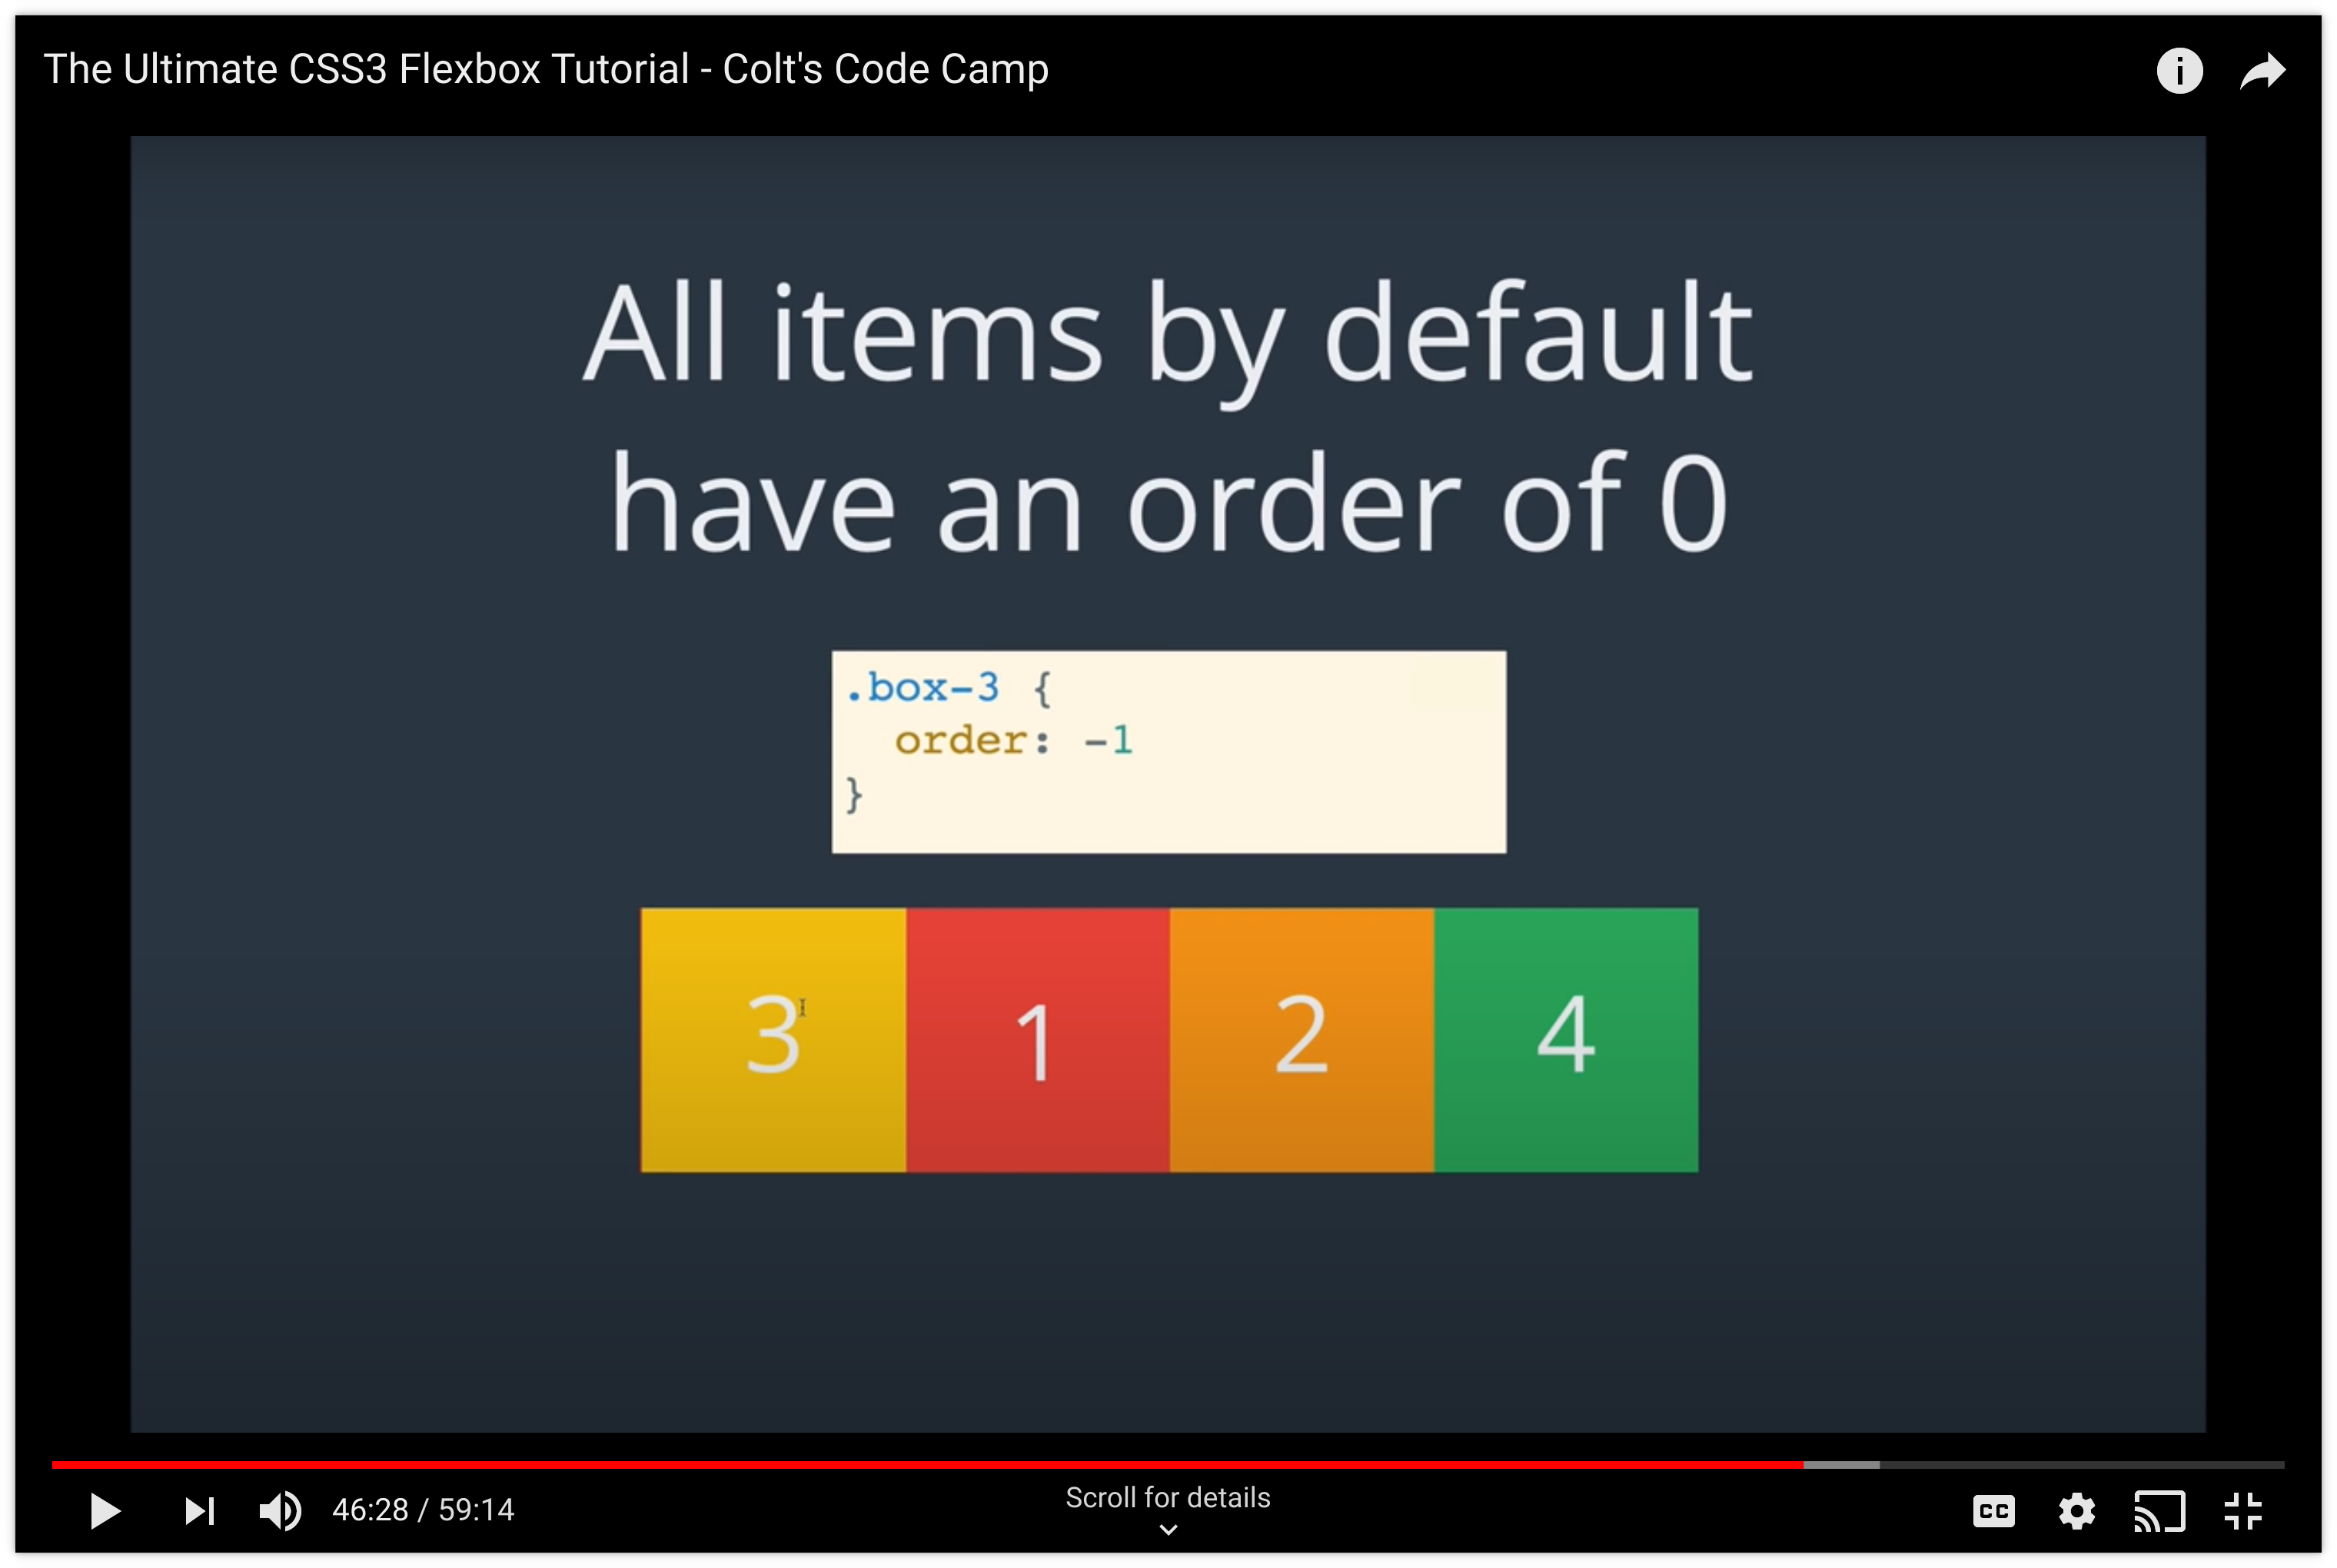 The Ultimate CSS3 Flexbox Tutorial - Colt's Code Camp
All items by default
have an order of 0
.box-3 {
order: -1
}
3 1 2 4
46:28 / 59:14
Scroll for details
CC